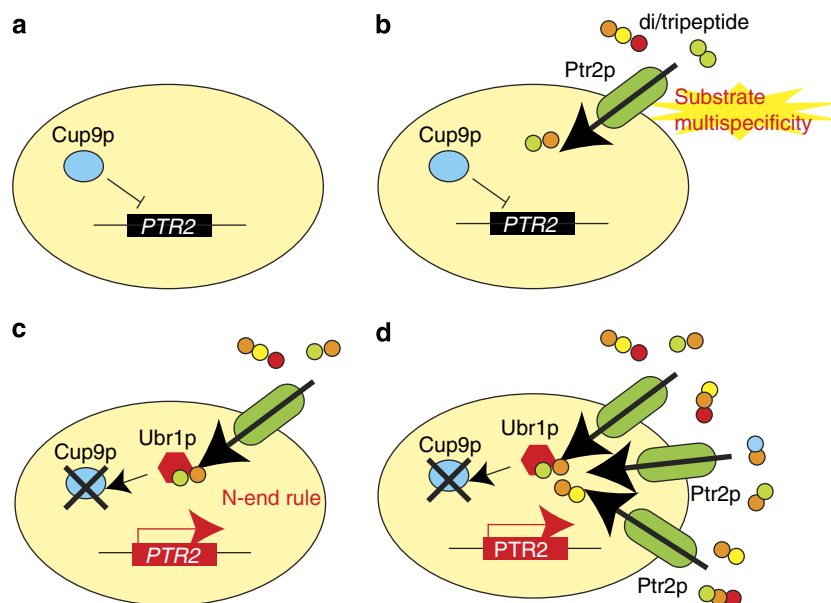 a
Cup9p
PTR2
b
di/tripeptide
Ptr2p
Substrate
multispecificity
Cup9p
PTR2
c
Ubr1p
Cup9p
N-end rule
PTR2
d
Ubr1p
Cup9p
Ptr2p
PTR2
Ptr2p